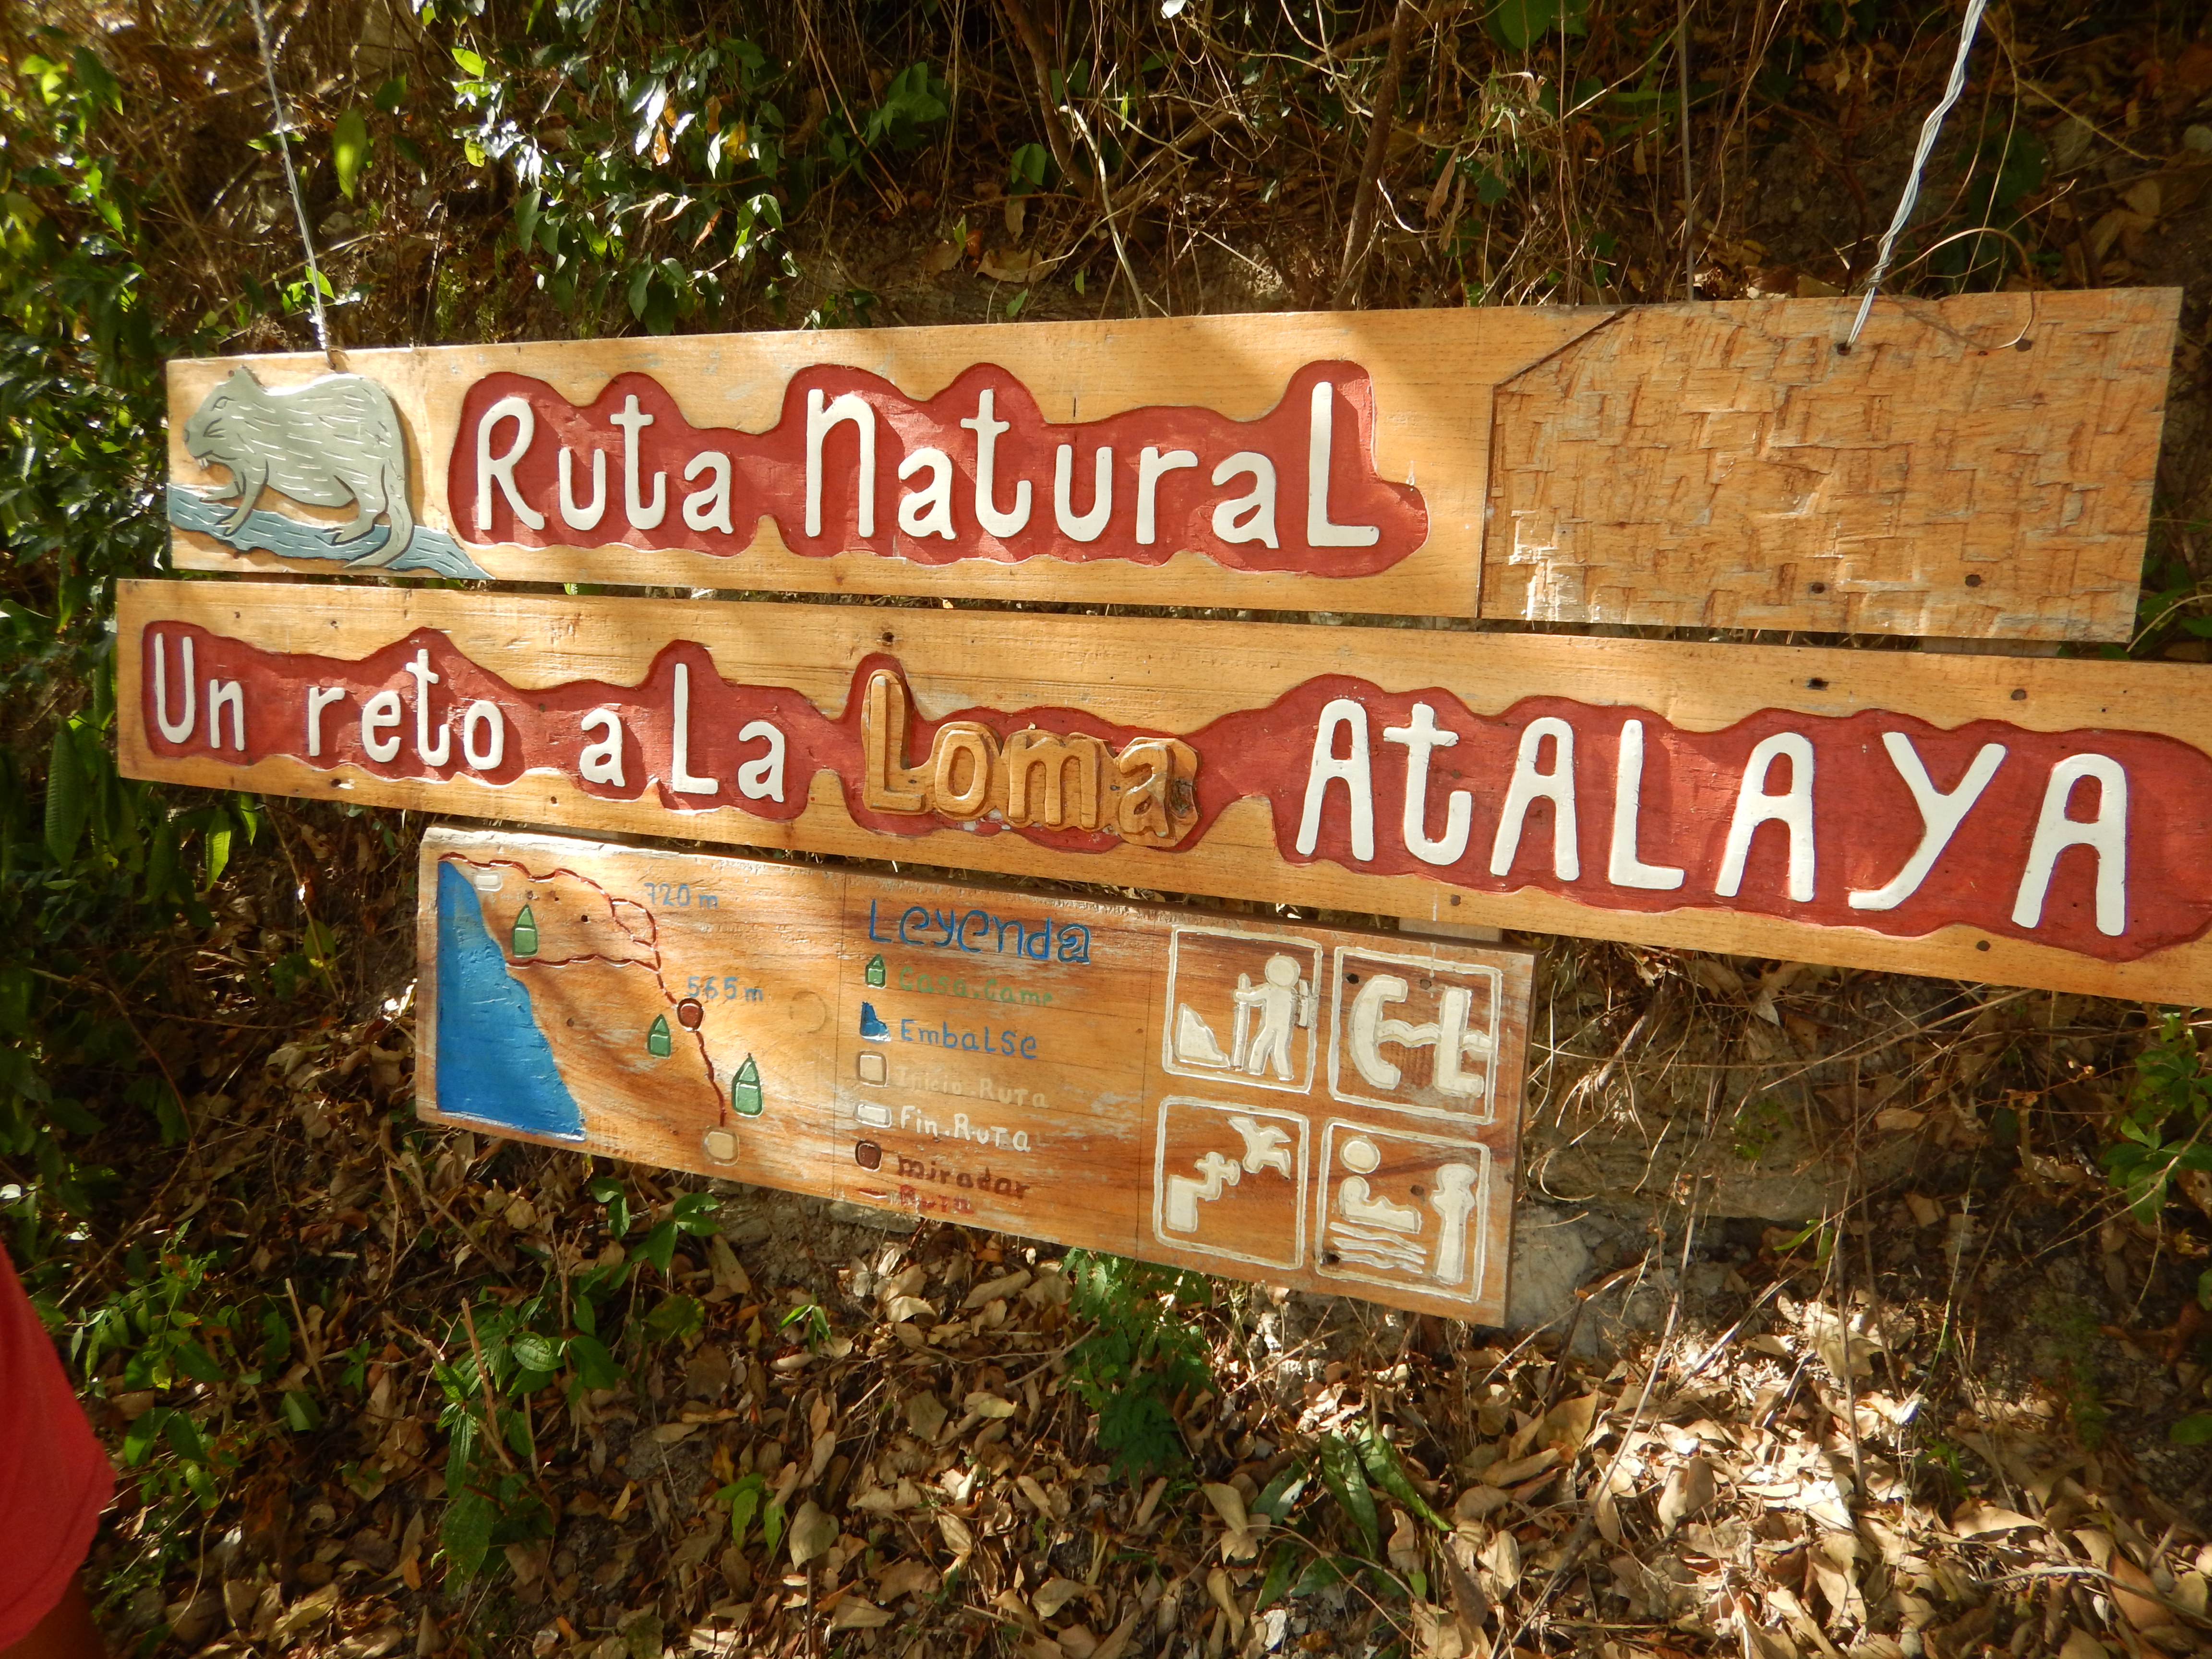 Ruta Natural
Un reto a La Loma AtALAYA
720 m
565 m
Leyenda
Casa.Camp
Embalse
Inicio.Ruta
Fin.Ruta
mirador
Ruta